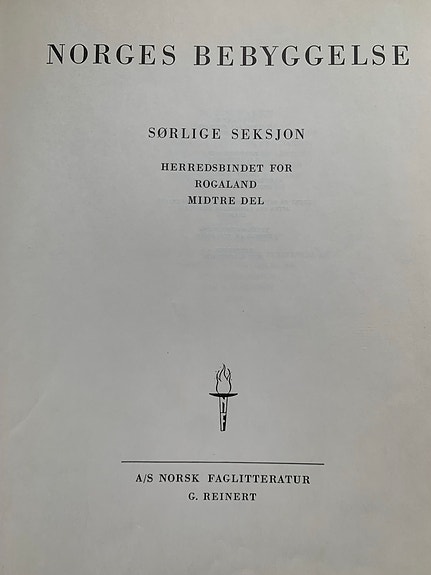 NORGES BEBYGGELSE
SØRLIGE SEKSJON
HERREDSBINDET FOR
ROGALAND
MIDTRE DEL
A/S NORSK FAGLITTERATUR
G. REINERT